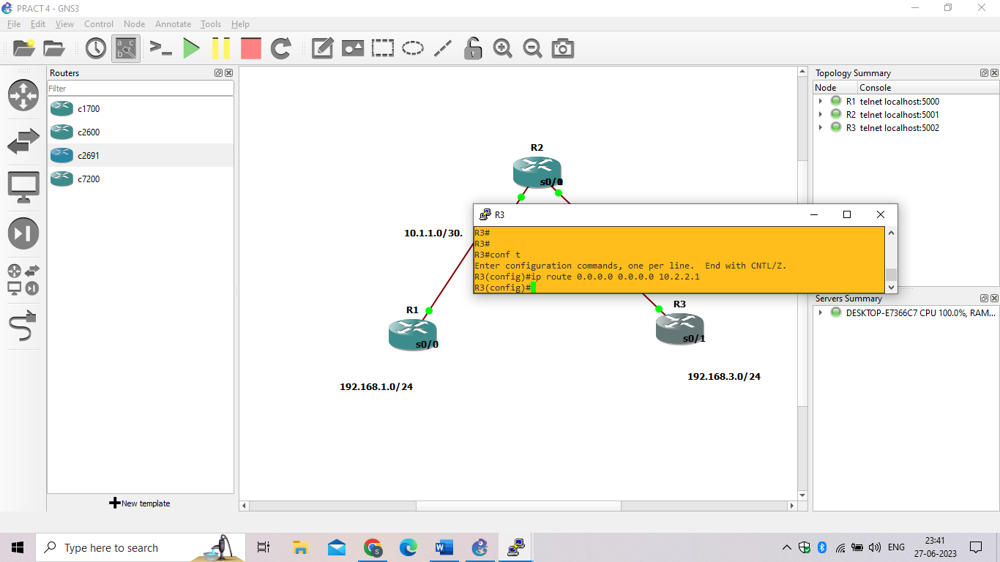 PRACT 4 - GNS3
File Edit View Control Node Annotate Tools Help
Routers
Filter
c1700
c2600
c2691
c7200
New template
R2
s0/0
10.1.1.0/30.
R1
s0/0
192.168.1.0/24
R3
s0/1
192.168.3.0/24
R3
R3#
R3#
R3#conf t
Enter configuration commands, one per line.  End with CNTL/Z.
R3(config)#ip route 0.0.0.0 0.0.0.0 10.2.2.1
R3(config)#
Topology Summary
Node Console
R1 telnet localhost:5000
R2 telnet localhost:5001
R3 telnet localhost:5002
Servers Summary
DESKTOP-E7366C7 CPU 100.0%, RAM...
Type here to search
ENG
23:41
27-06-2023